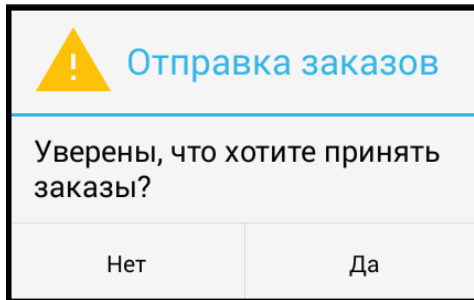 Отправка заказов
Уверены, что хотите принять
заказы?
Нет
Да